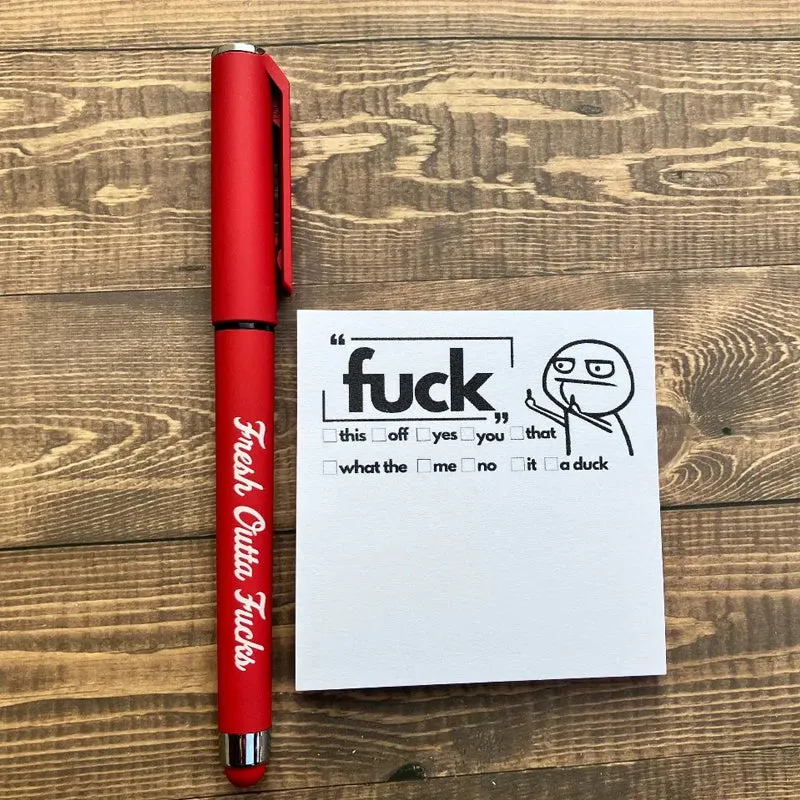 Fresh Outta Fucks
“fuck”
this off yes you that
what the me no it a duck